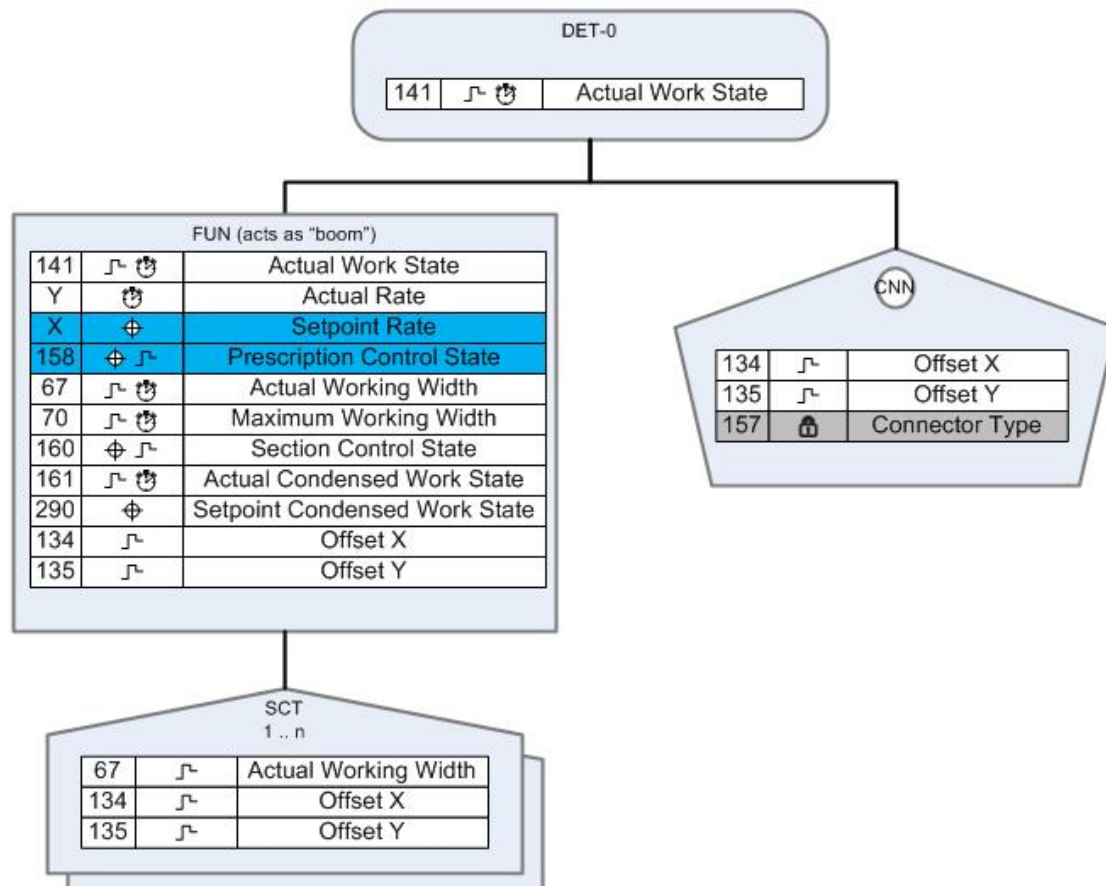 DET-0
141 Actual Work State
FUN (acts as "boom")
141 Actual Work State
Y Actual Rate
X Setpoint Rate
158 Prescription Control State
67 Actual Working Width
70 Maximum Working Width
160 Section Control State
161 Actual Condensed Work State
290 Setpoint Condensed Work State
134 Offset X
135 Offset Y
CNN
134 Offset X
135 Offset Y
157 Connector Type
SCT
1 .. n
67 Actual Working Width
134 Offset X
135 Offset Y